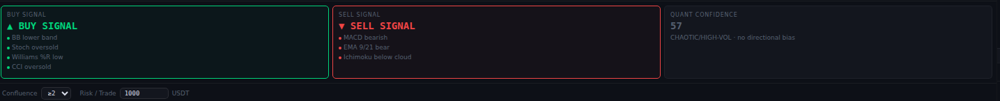 BUY SIGNAL
▲ BUY SIGNAL
BB lower band
Stoch oversold
Williams %R low
CCI oversold
SELL SIGNAL
▼ SELL SIGNAL
MACD bearish
EMA 9/21 bear
Ichimoku below cloud
QUANT CONFIDENCE
57
CHAOTIC/HIGH-VOL · no directional bias
Confluence ≥2 Risk / Trade 1000 USDT